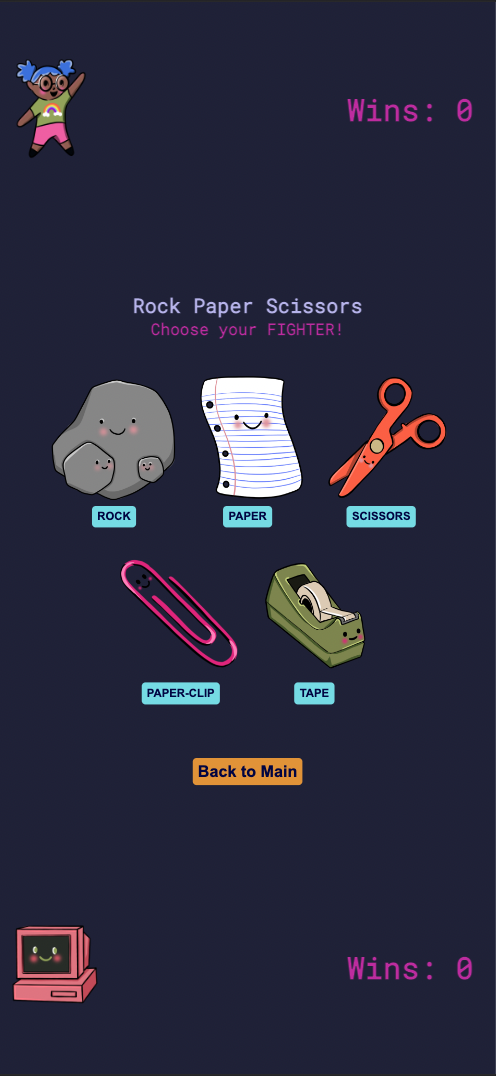 Wins: 0
Rock Paper Scissors
Choose your FIGHTER!
ROCK
PAPER
SCISSORS
PAPER-CLIP
TAPE
Back to Main
Wins: 0